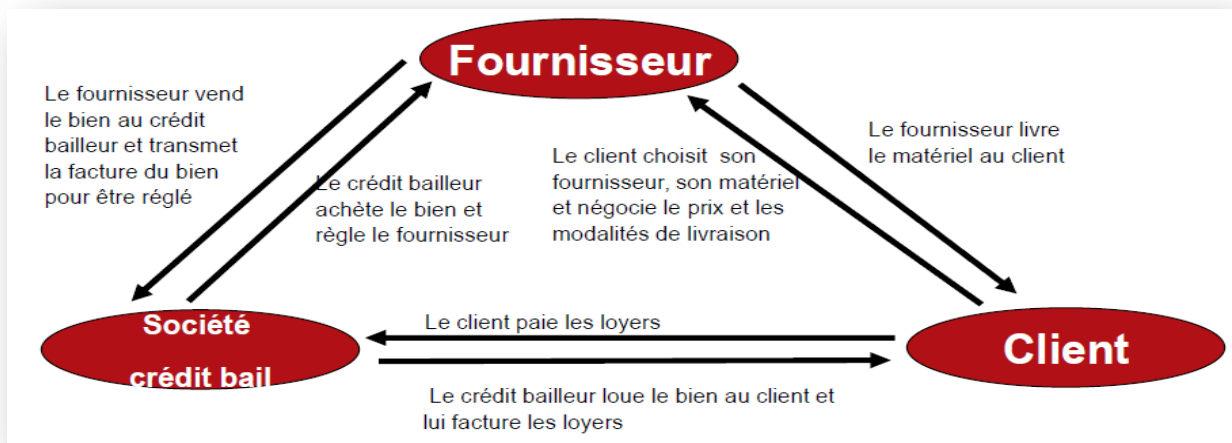 Fournisseur
Le fournisseur vend
le bien au crédit
bailleur et transmet
la facture du bien
pour être réglé
Le crédit bailleur
achète le bien et
règle le fournisseur
Le client choisit son
fournisseur, son matériel
et négocie le prix et les
modalités de livraison
Le fournisseur livre
le matériel au client
Société
crédit bail
Le client paie les loyers
Client
Le crédit bailleur loue le bien au client et
lui facture les loyers